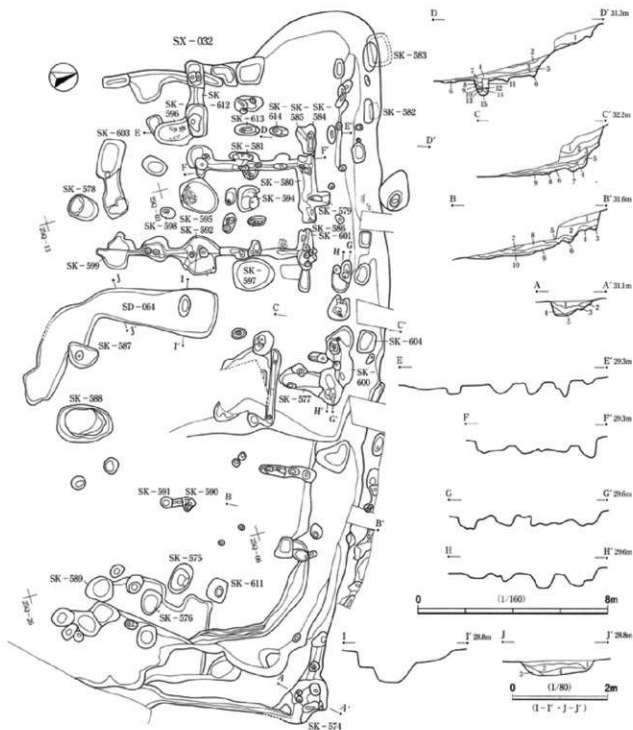 SX-032
SK-583
SK-596
SK-612
SK-585
SK-584
SK-613
SK-614
SK-582
SK-603
E
D
E'
SK-581
F'
D'
F
SK-580
SK-578
SK-594
SK-579
SK-598
SK-595
SK-592
SK-586
SK-601
G
H
SK-599
J
I
SK-597
SD-064
C
J'
I'
C'
SK-604
SK-587
SK-600
SK-577
H'
G'
SK-588
SK-591
SK-590
B
B'
SK-575
SK-589
SK-611
SK-576
A
A'
SK-574
D
D' 31.3m
C
C' 32.2m
B
B' 31.6m
A
A' 31.1m
E
E' 29.3m
F
F' 29.3m
G
G' 29.6m
H
H' 29.6m
0
(1/160)
8m
I
I' 28.8m
J
J' 28.8m
0
(1/80)
2m
(I-I'・J-J')